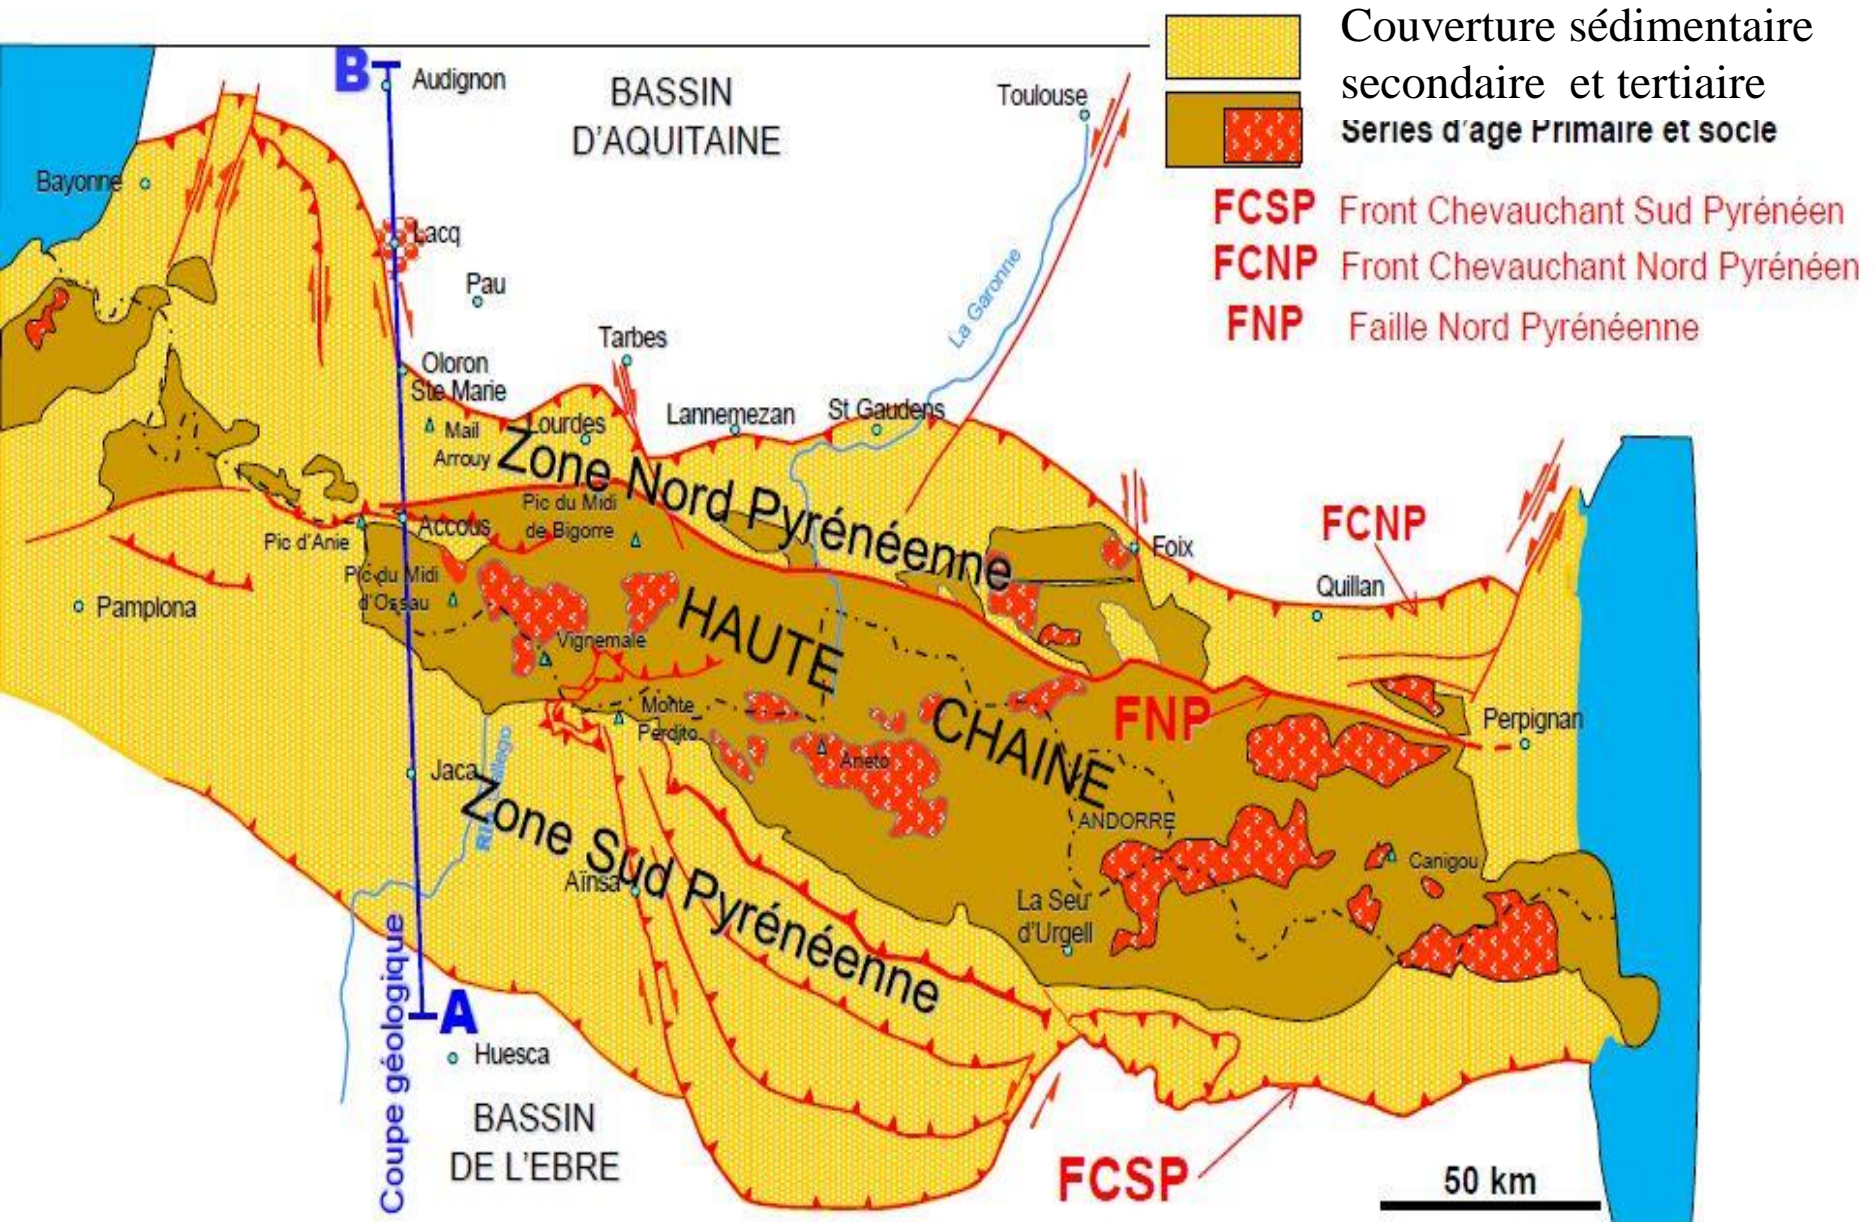 Couverture sédimentaire
secondaire et tertiaire
Séries d'âge Primaire et socle
FCSP Front Chevauchant Sud Pyrénéen
FCNP Front Chevauchant Nord Pyrénéen
FNP Faille Nord Pyrénéenne
B
Audignon
BASSIN
D'AQUITAINE
Toulouse
Bayonne
Lacq
Pau
La Garonne
Tarbes
Oloron
Ste Marie
Mail
Arrouy
Lourdes
Lannemezan
St Gaudens
Zone Nord Pyrénéenne
Pic du Midi
de Bigorre
Accous
Pic d'Anie
Foix
FCNP
Quillan
Pic du Midi
d'Ossau
Pamplona
Vignemale
HAUTE
CHAINE
FNP
Monte
Perdito
Perpignan
Aneto
Jaca
Zone Sud Pyrénéenne
ANDORRE
Canigou
Aïnsa
La Seu
d'Urgell
Coupe géologique
A
Huesca
BASSIN
DE L'EBRE
FCSP
50 km